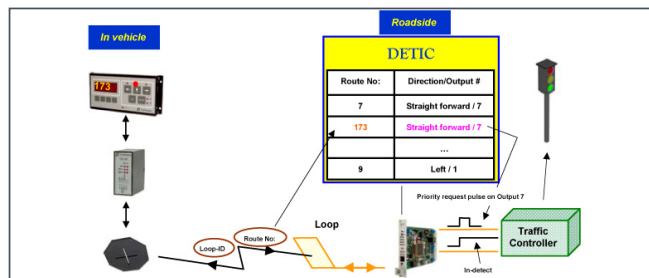 Roadside
In vehicle
DETIC
Route No: Direction/Output #
7 Straight forward / 7
173 Straight forward / 7
...
9 Left / 1
173
Priority request pulse on Output 7
Loop-ID
Route No:
Loop
Traffic
Controller
In-detect